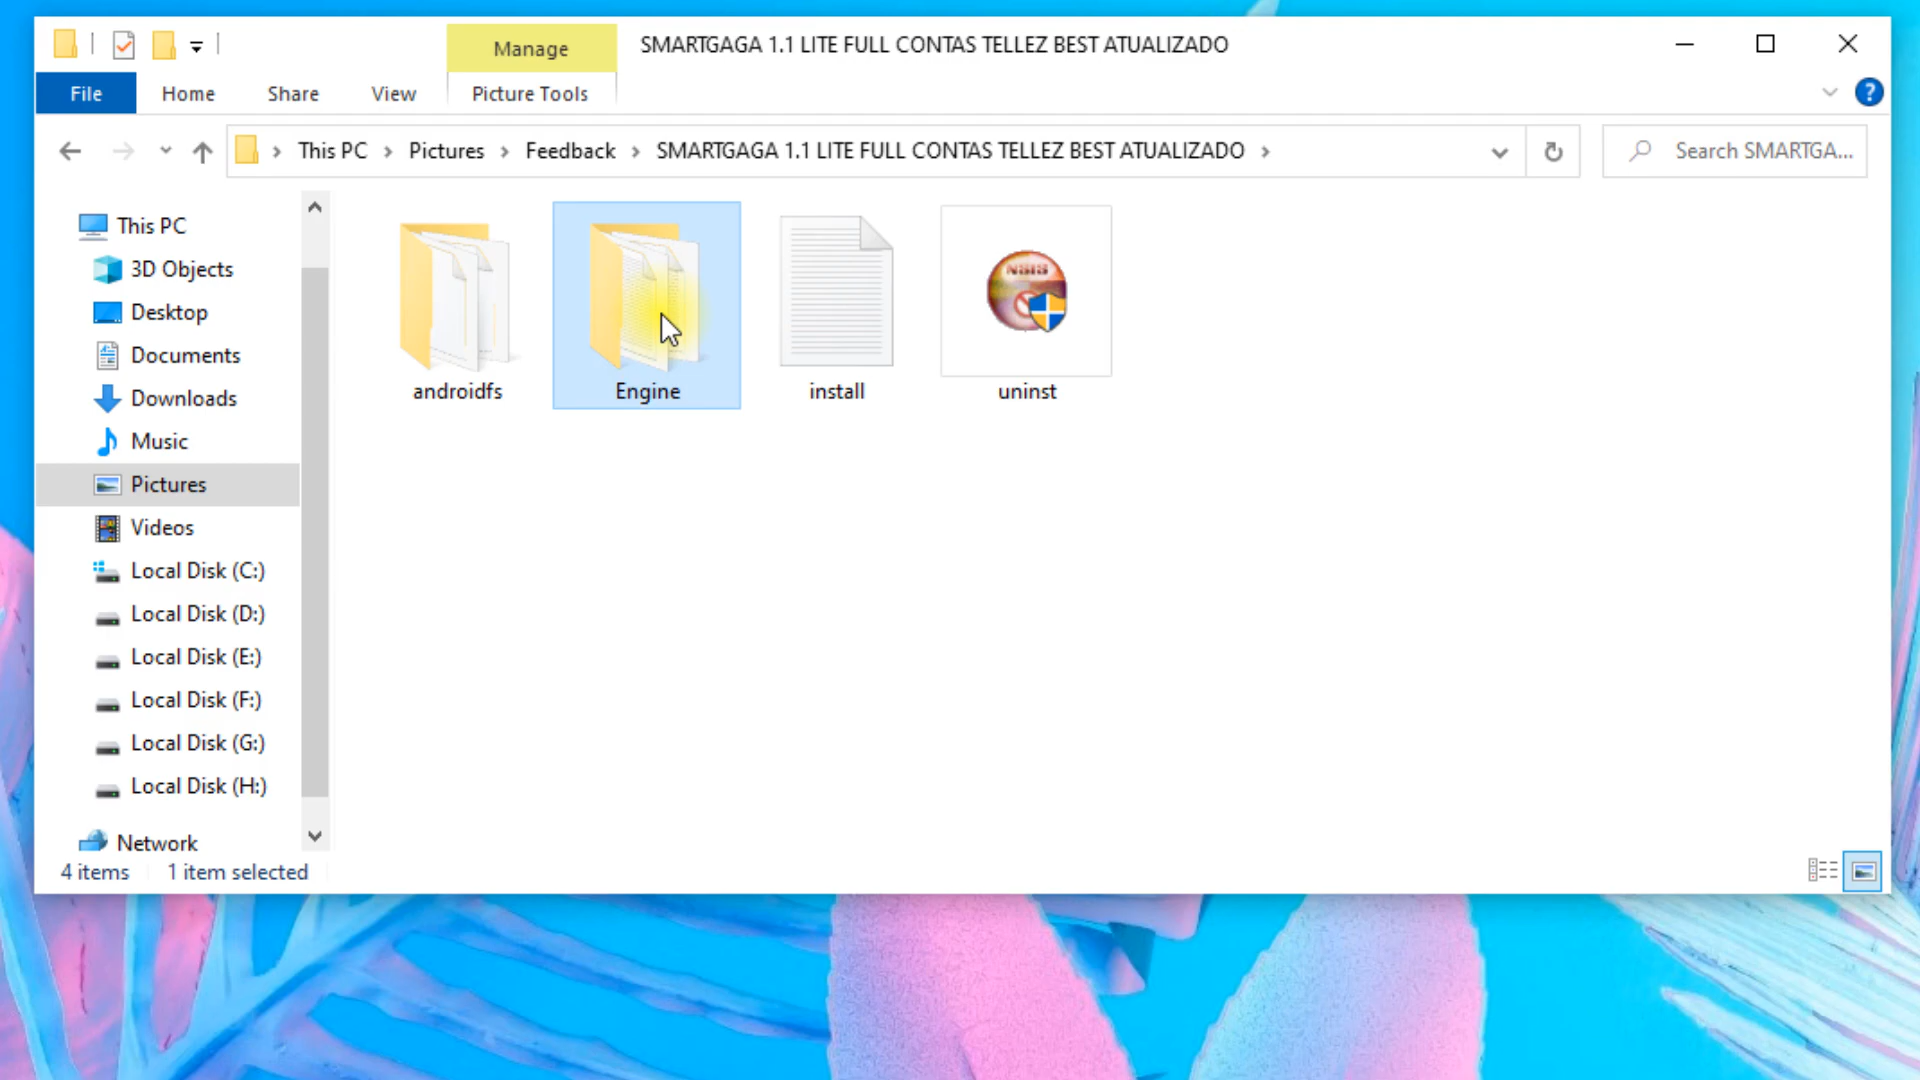 Manage
SMARTGAGA 1.1 LITE FULL CONTAS TELLEZ BEST ATUALIZADO
File
Home
Share
View
Picture Tools
?
This PC
Pictures
Feedback
SMARTGAGA 1.1 LITE FULL CONTAS TELLEZ BEST ATUALIZADO
Search SMARTGA...
This PC
3D Objects
Desktop
Documents
Downloads
Music
Pictures
Videos
Local Disk (C:)
Local Disk (D:)
Local Disk (E:)
Local Disk (F:)
Local Disk (G:)
Local Disk (H:)
Network
androidfs
Engine
install
NSIS
uninst
4 items
1 item selected